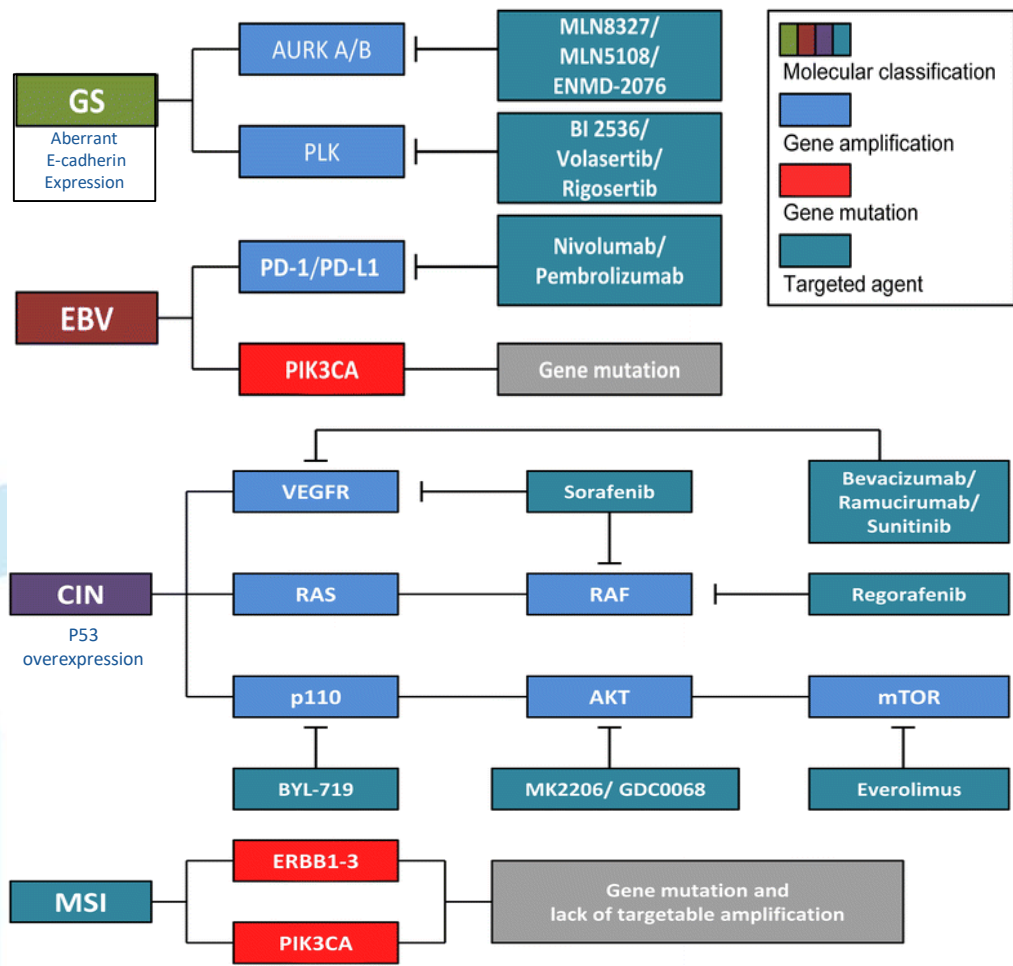 GS
Aberrant
E-cadherin
Expression
AURK A/B
PLK
MLN8327/
MLN5108/
ENMD-2076
BI 2536/
Volasertib/
Rigosertib
Molecular classification
Gene amplification
Gene mutation
Targeted agent
EBV
PD-1/PD-L1
Nivolumab/
Pembrolizumab
PIK3CA
Gene mutation
CIN
P53
overexpression
VEGFR
Sorafenib
Bevacizumab/
Ramucirumab/
Sunitinib
RAS
RAF
Regorafenib
p110
AKT
mTOR
BYL-719
MK2206/ GDC0068
Everolimus
MSI
ERBB1-3
PIK3CA
Gene mutation and
lack of targetable amplification